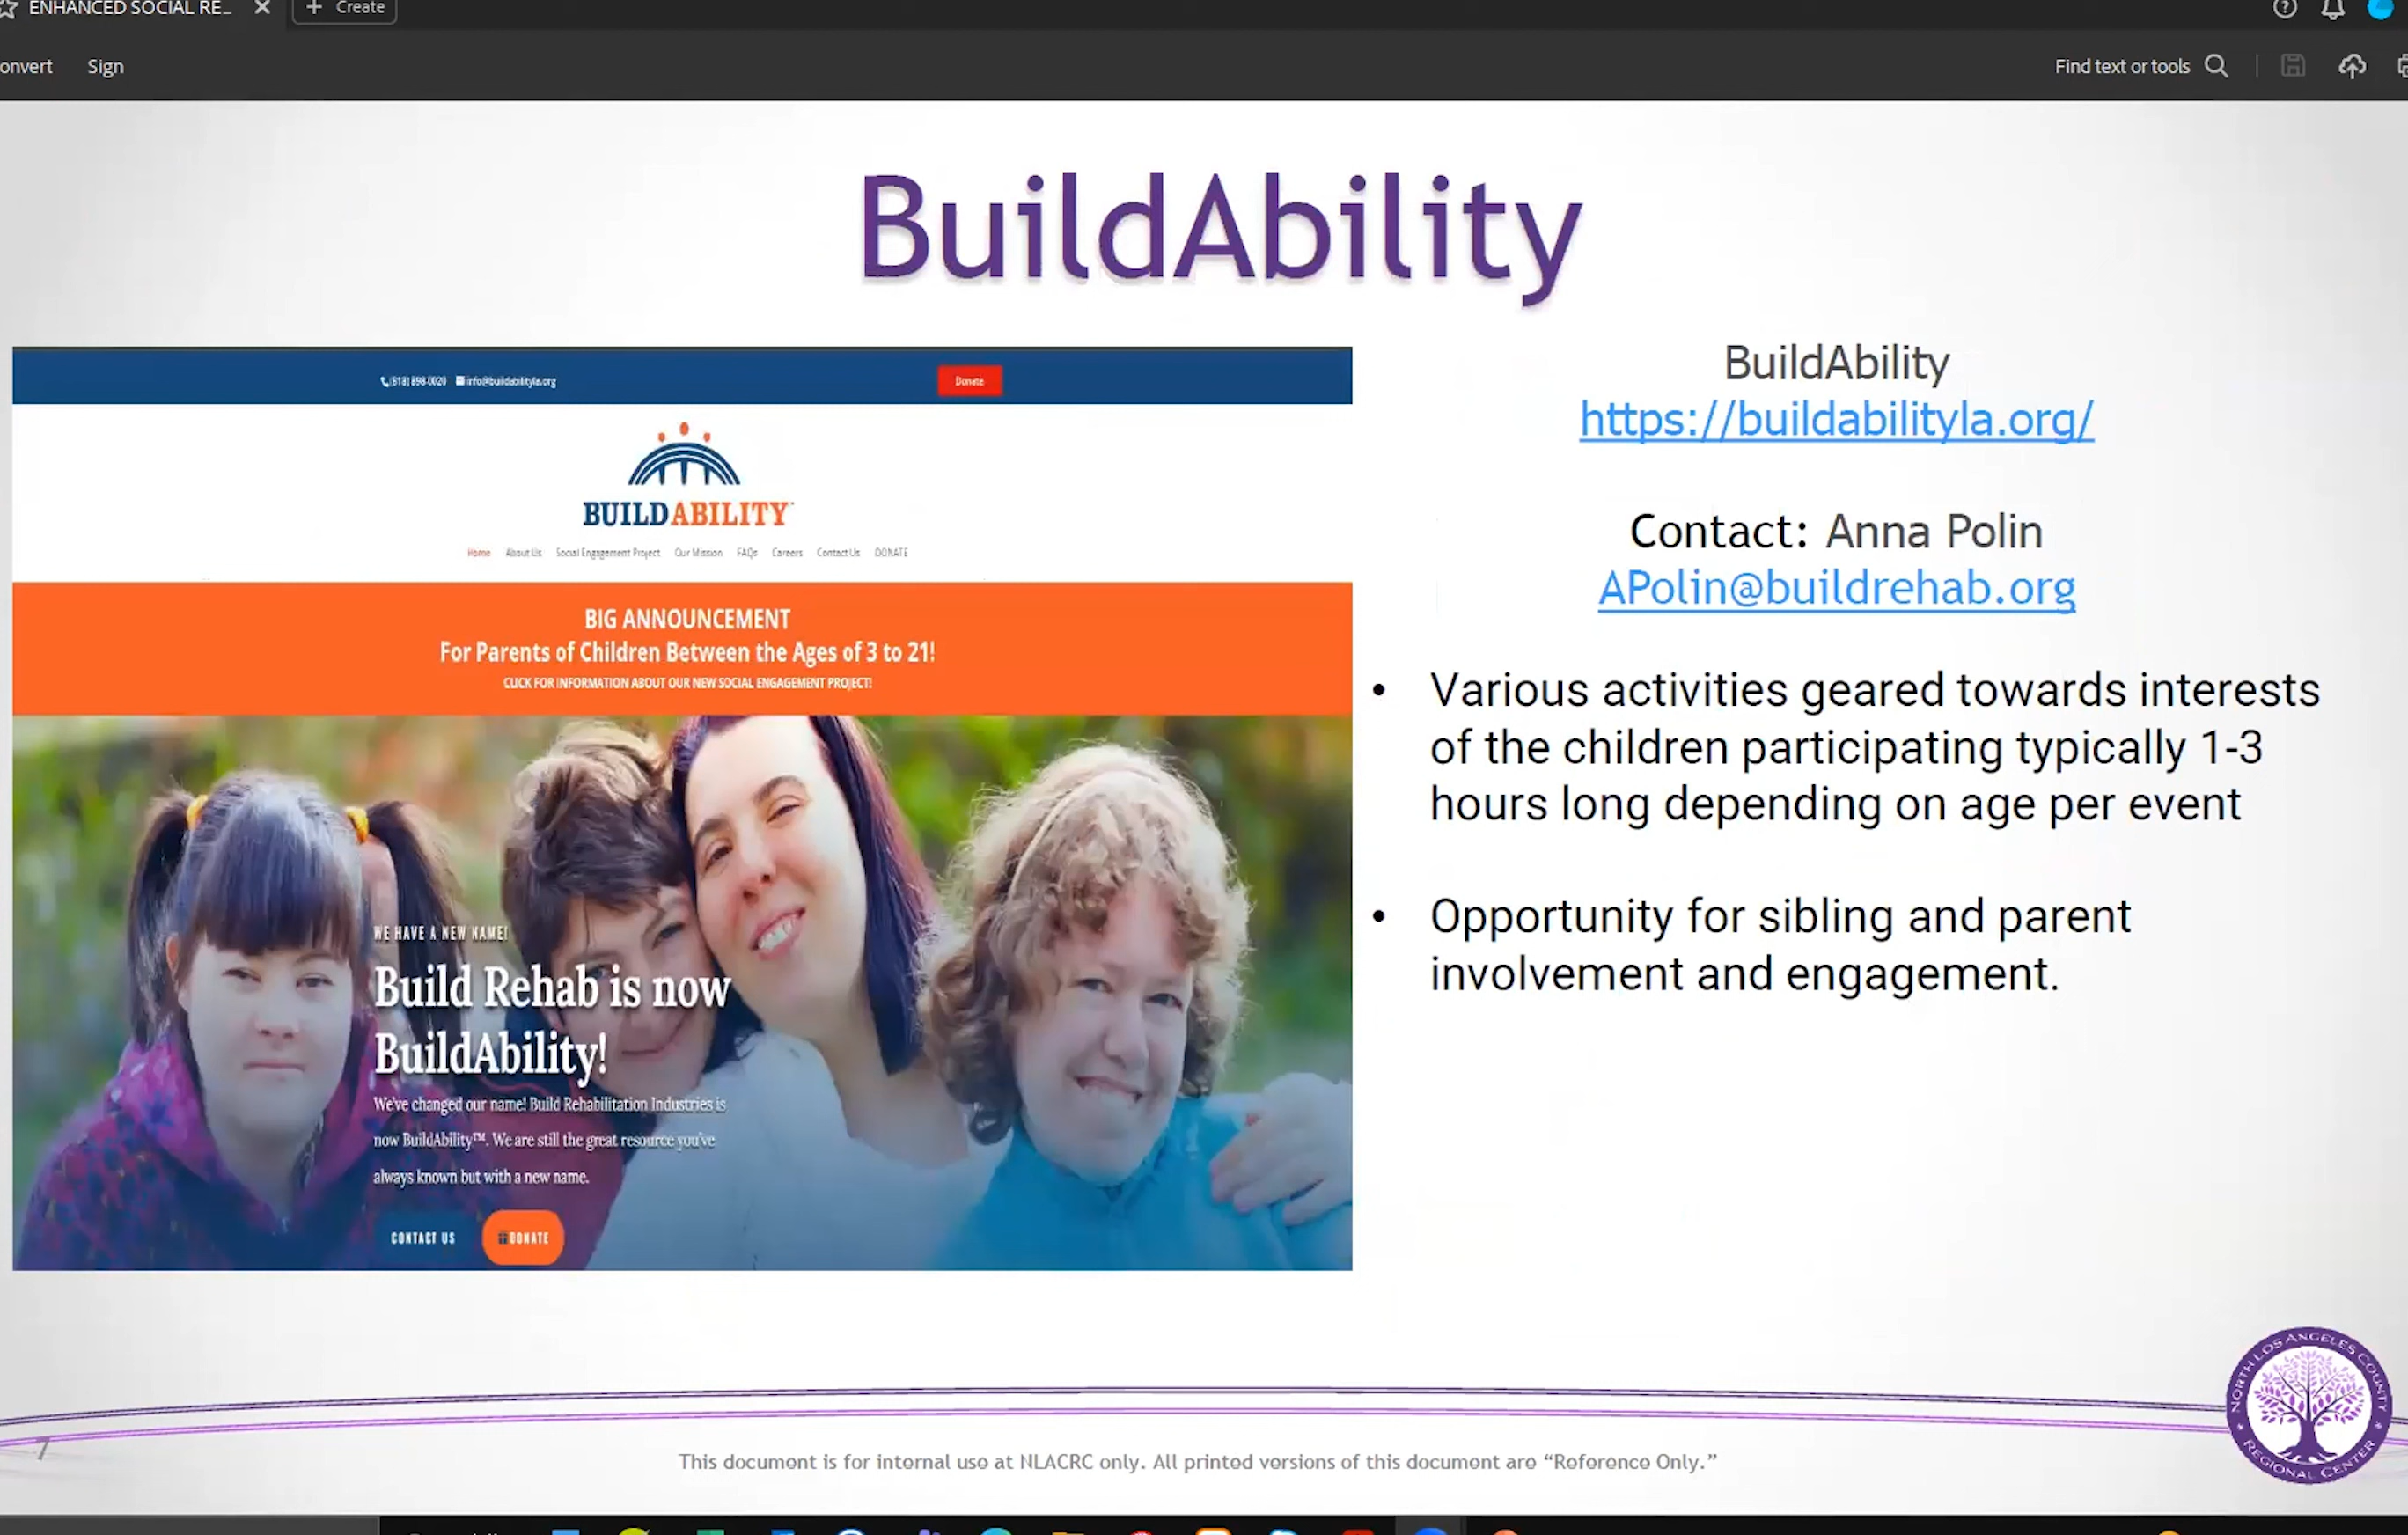 ENHANCED SOCIAL RE...
Create
onvert
Sign
Find text or tools
BuildAbility
(818) 898-0020 info@buildabilityla.org
Donate
BUILDABILITY
Home About Us Social Engagement Project Our Mission FAQs Careers Contact Us DONATE
BIG ANNOUNCEMENT
For Parents of Children Between the Ages of 3 to 21!
CLICK FOR INFORMATION ABOUT OUR NEW SOCIAL ENGAGEMENT PROJECT!
WE HAVE A NEW NAME!
Build Rehab is now
BuildAbility!
We've changed our name! Build Rehabilitation Industries is
now BuildAbility™. We are still the great resource you've
always known but with a new name.
CONTACT US
DONATE
BuildAbility
https://buildabilityla.org/
Contact: Anna Polin
APolin@buildrehab.org
• Various activities geared towards interests
of the children participating typically 1-3
hours long depending on age per event
• Opportunity for sibling and parent
involvement and engagement.
NORTH LOS ANGELES COUNTY
REGIONAL CENTER
7
This document is for internal use at NLACRC only. All printed versions of this document are “Reference Only.”